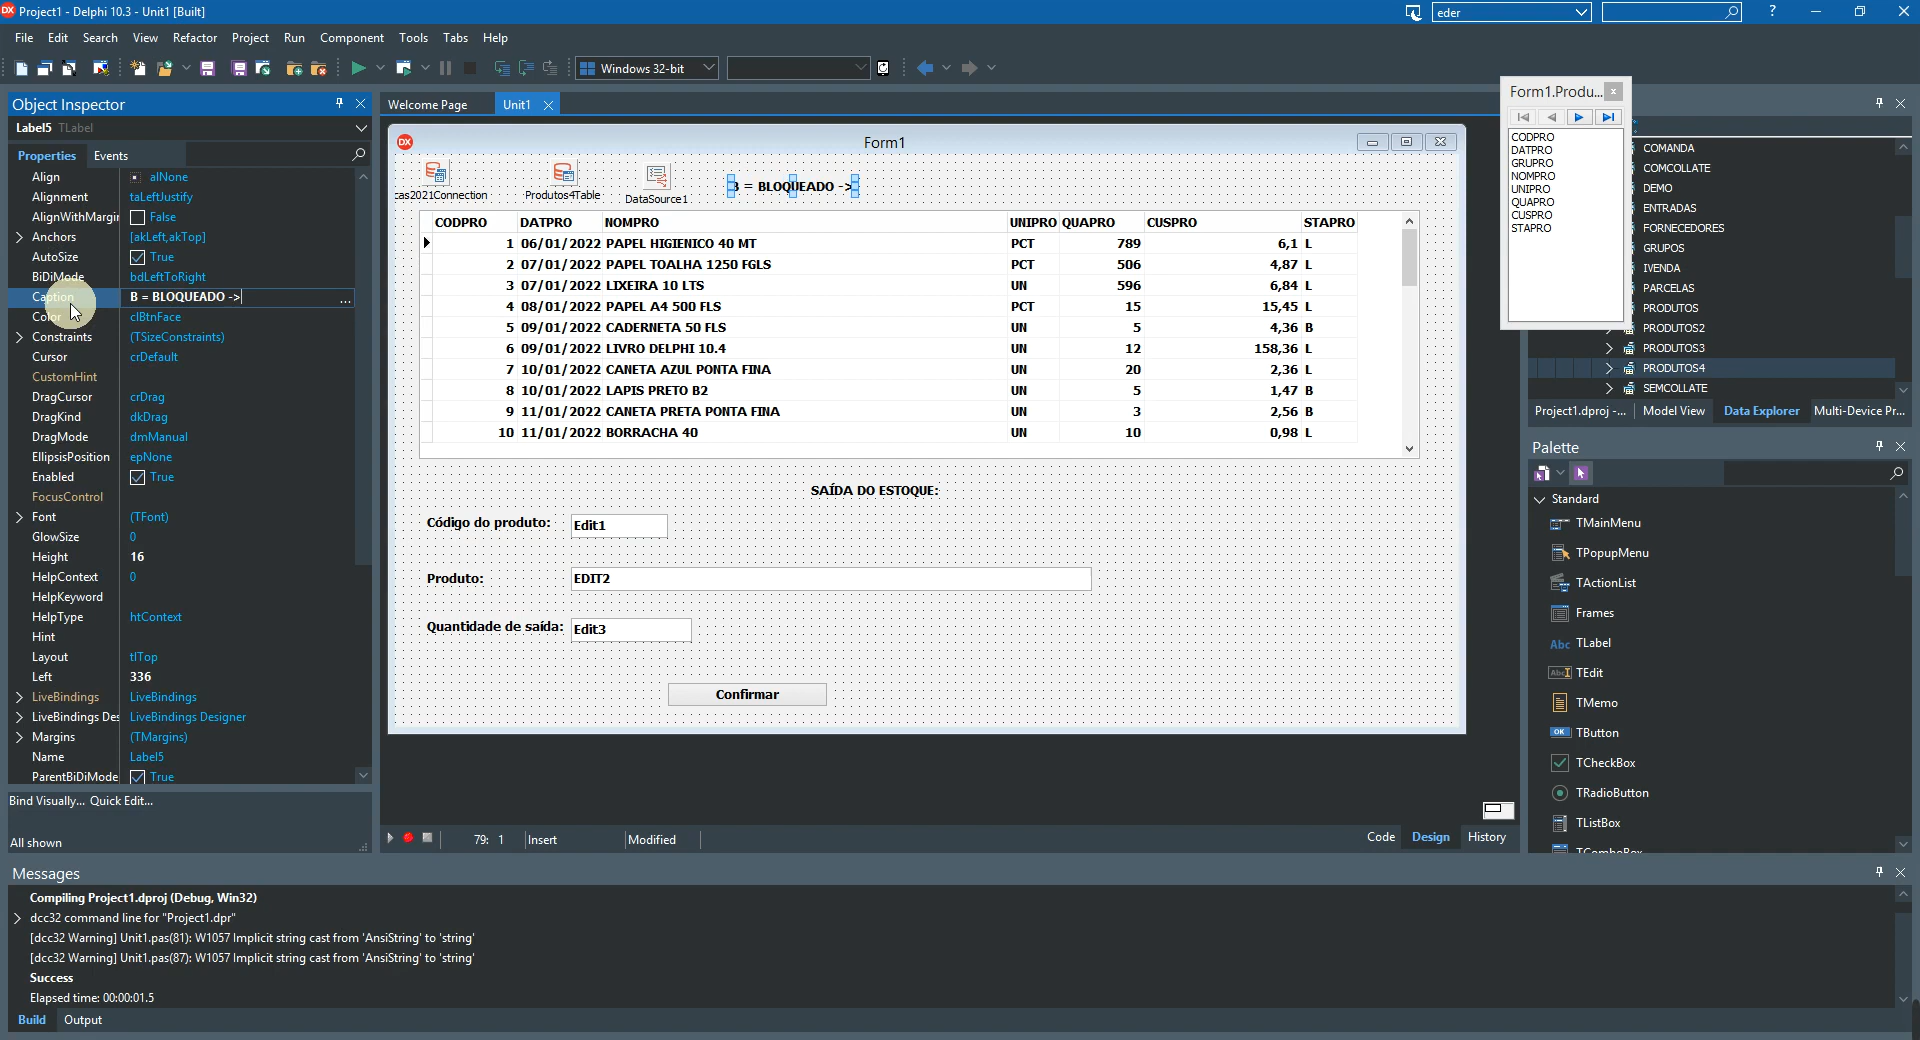 Project1 - Delphi 10.3 - Unit1 [Built]
eder
?
File Edit Search View Refactor Project Run Component Tools Tabs Help
Windows 32-bit
Object Inspector
Label5 TLabel
Properties Events
Align alNone
Alignment taLeftJustify
AlignWithMargir False
Anchors [akLeft,akTop]
AutoSize True
BiDiMode bdLeftToRight
Caption B = BLOQUEADO -> ...
Color clBtnFace
Constraints (TSizeConstraints)
Cursor crDefault
CustomHint
DragCursor crDrag
DragKind dkDrag
DragMode dmManual
EllipsisPosition epNone
Enabled True
FocusControl
Font (TFont)
GlowSize 0
Height 16
HelpContext 0
HelpKeyword
HelpType htContext
Hint
Layout tlTop
Left 336
LiveBindings LiveBindings
LiveBindings Des LiveBindings Designer
Margins (TMargins)
Name Label5
ParentBiDiMode True
Bind Visually... Quick Edit...
All shown
Welcome Page Unit1
Form1
cas2021Connection Produtos4Table DataSource1 = BLOQUEADO ->
CODPRO DATPRO NOMPRO UNIPRO QUAPRO CUSPRO STAPRO
1 06/01/2022 PAPEL HIGIENICO 40 MT PCT 789 6,1 L
2 07/01/2022 PAPEL TOALHA 1250 FGLS PCT 506 4,87 L
3 07/01/2022 LIXEIRA 10 LTS UN 596 6,84 L
4 08/01/2022 PAPEL A4 500 FLS PCT 15 15,45 L
5 09/01/2022 CADERNETA 50 FLS UN 5 4,36 B
6 09/01/2022 LIVRO DELPHI 10.4 UN 12 158,36 L
7 10/01/2022 CANETA AZUL PONTA FINA UN 20 2,36 L
8 10/01/2022 LAPIS PRETO B2 UN 5 1,47 B
9 11/01/2022 CANETA PRETA PONTA FINA UN 3 2,56 B
10 11/01/2022 BORRACHA 40 UN 10 0,98 L
SAÍDA DO ESTOQUE:
Código do produto: Edit1
Produto: EDIT2
Quantidade de saída: Edit3
Confirmar
79: 1 Insert Modified
Code Design History
Form1.Produ...
CODPRO
DATPRO
GRUPRO
NOMPRO
UNIPRO
QUAPRO
CUSPRO
STAPRO
COMANDA
COMCOLLATE
DEMO
ENTRADAS
FORNECEDORES
GRUPOS
IVENDA
PARCELAS
PRODUTOS
PRODUTOS2
PRODUTOS3
PRODUTOS4
SEMCOLLATE
Project1.dproj -... Model View Data Explorer Multi-Device Pr...
Palette
Standard
TMainMenu
TPopupMenu
TActionList
Frames
Abc TLabel
TEdit
TMemo
OK TButton
TCheckBox
TRadioButton
TListBox
TComboBox
Messages
Compiling Project1.dproj (Debug, Win32)
dcc32 command line for "Project1.dpr"
[dcc32 Warning] Unit1.pas(81): W1057 Implicit string cast from 'AnsiString' to 'string'
[dcc32 Warning] Unit1.pas(87): W1057 Implicit string cast from 'AnsiString' to 'string'
Success
Elapsed time: 00:00:01.5
Build Output